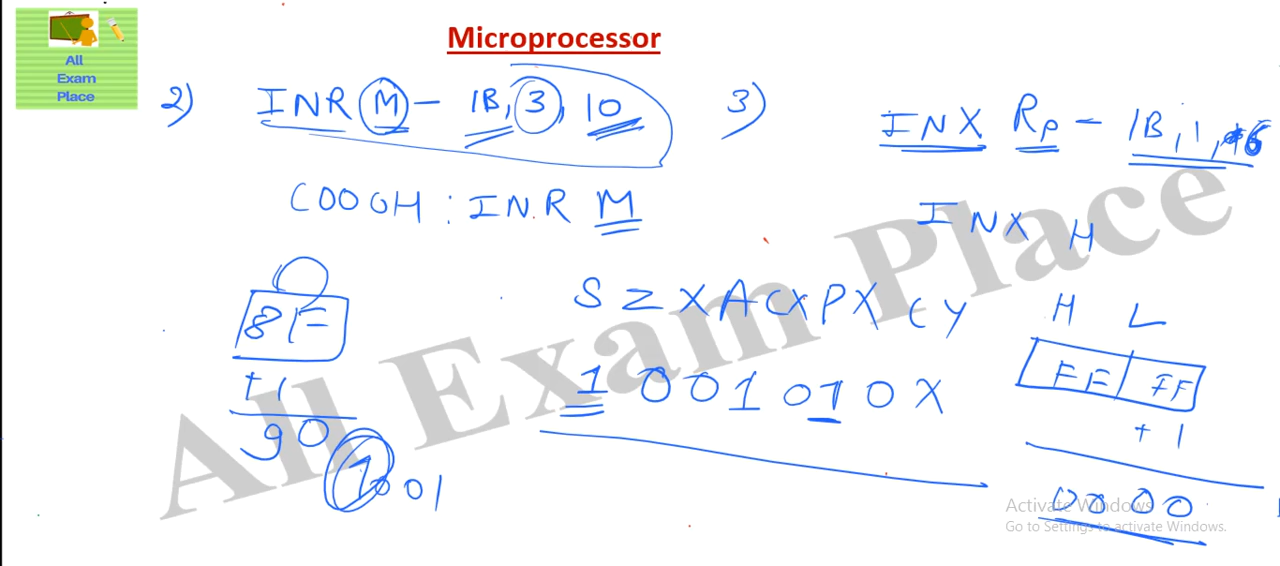 All
Exam
Place
Microprocessor
2) INR M - 1B, 3, 10
C000H : INR M
8F
+1
90
1001
S Z X AC X P X CY
1 0 0 1 0 1 0 X
3) INX Rp - 1B, 1, 6
INX H
H L
FF FF
+ 1
0000
All Exam Place
Activate Windows
Go to Settings to activate Windows.